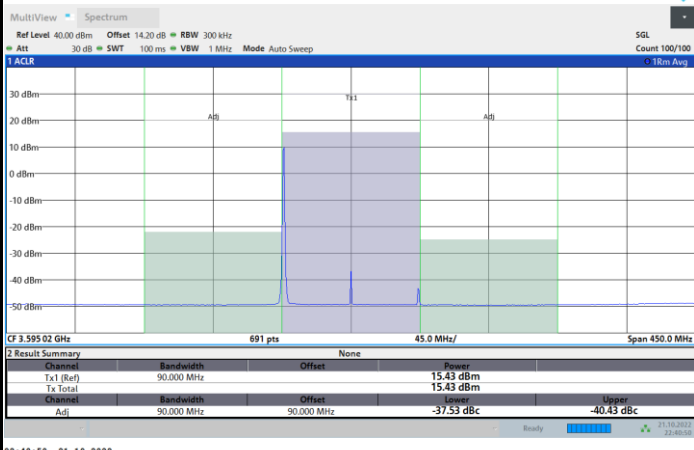 MultiView Spectrum
Ref Level 40.00 dBm Offset 14.20 dB RBW 300 kHz SGL
Att 30 dB SWT 100 ms VBW 1 MHz Mode Auto Sweep Count 100/100
1 ACLR 1Rm Avg
30 dBm
Tx1
20 dBm Adj Adj
10 dBm
0 dBm
-10 dBm
-20 dBm
-30 dBm
-40 dBm
-50 dBm
CF 3.595 02 GHz 691 pts 45.0 MHz/ Span 450.0 MHz
2 Result Summary None
Channel Bandwidth Offset Power
Tx1 (Ref) 90.000 MHz 15.43 dBm
Tx Total 15.43 dBm
Channel Bandwidth Offset Lower Upper
Adj 90.000 MHz 90.000 MHz -37.53 dBc -40.43 dBc
Ready 21.10.2022
22:40:50